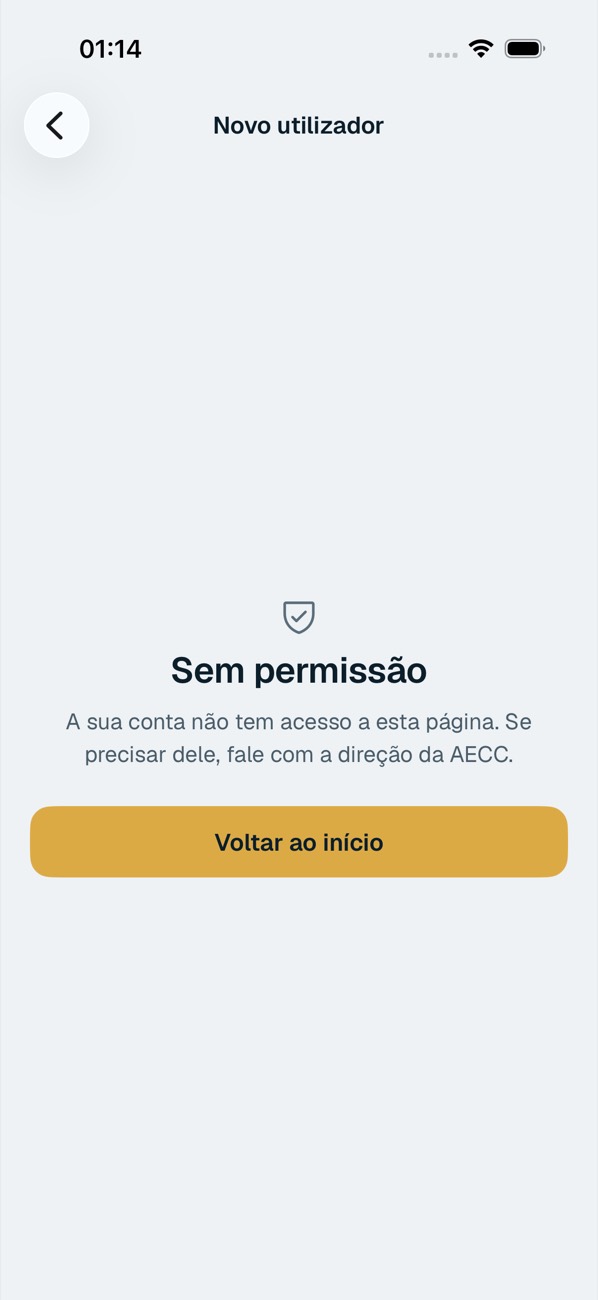 01:14
Novo utilizador
Sem permissão
A sua conta não tem acesso a esta página. Se
precisar dele, fale com a direção da AECC.
Voltar ao início